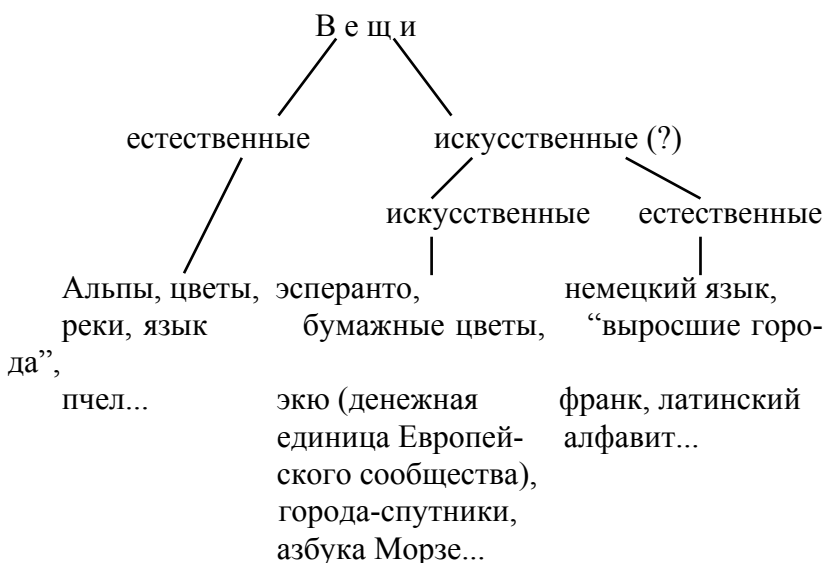 В е щ и
естественные искусственные (?)
искусственные естественные
Альпы, цветы, эсперанто, немецкий язык,
реки, язык бумажные цветы, “выросшие горо-
да”,
пчел... экю (денежная франк, латинский
единица Европей- алфавит...
ского сообщества),
города-спутники,
азбука Морзе...